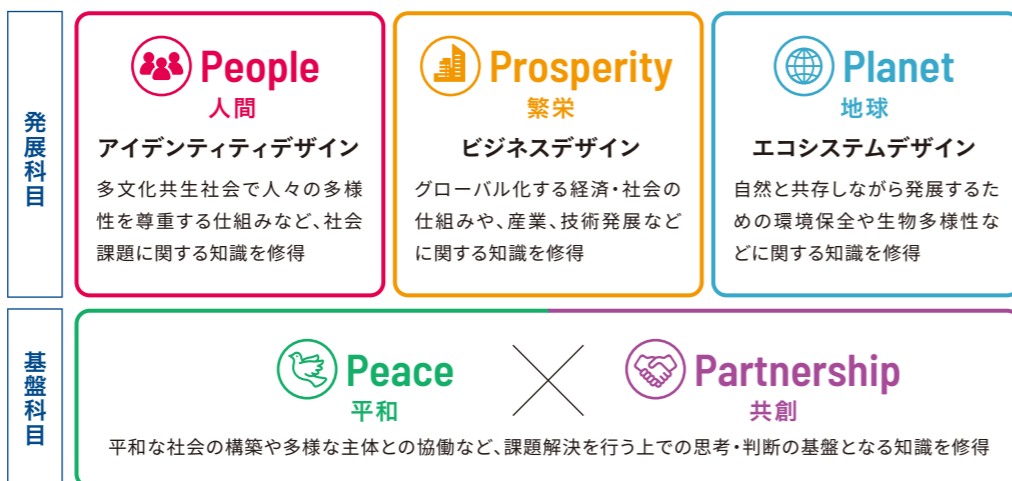 発展科目
People
人間
アイデンティティデザイン
多文化共生社会で人々の多様
性を尊重する仕組みなど、社会
課題に関する知識を修得
Prosperity
繁栄
ビジネスデザイン
グローバル化する経済・社会の
仕組みや、産業、技術発展など
に関する知識を修得
Planet
地球
エコシステムデザイン
自然と共存しながら発展するた
めの環境保全や生物多様性な
どに関する知識を修得
基盤科目
Peace
平和
Partnership
共創
平和な社会の構築や多様な主体との協働など、課題解決を行う上での思考・判断の基盤となる知識を修得